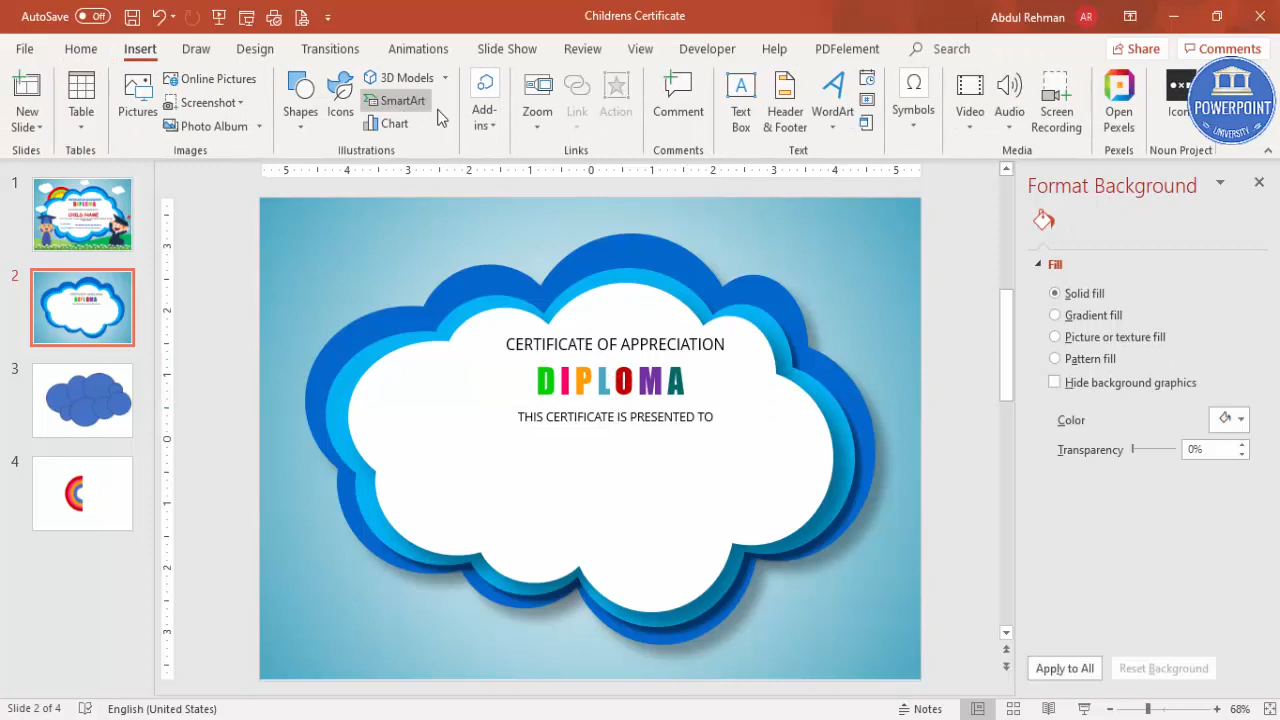 AutoSave Off Childrens Certificate Abdul Rehman AR
File Home Insert Draw Design Transitions Animations Slide Show Review View Developer Help PDFelement Search Share Comments
New Slide Table Pictures Online Pictures Screenshot Photo Album Shapes Icons 3D Models SmartArt Chart Add-ins Zoom Link Action Comment Text Box Header & Footer WordArt Symbols Video Audio Screen Recording Open Pexels
Slides Tables Images Illustrations Links Comments Text Media Pexels Noun Project
POWERPOINT
UNIVERSITY
1
2
3
4
CERTIFICATE OF APPRECIATION
DIPLOMA
THIS CERTIFICATE IS PRESENTED TO
Format Background
Fill
Solid fill
Gradient fill
Picture or texture fill
Pattern fill
Hide background graphics
Color
Transparency 0%
Apply to All Reset Background
Slide 2 of 4 English (United States) Notes 68%